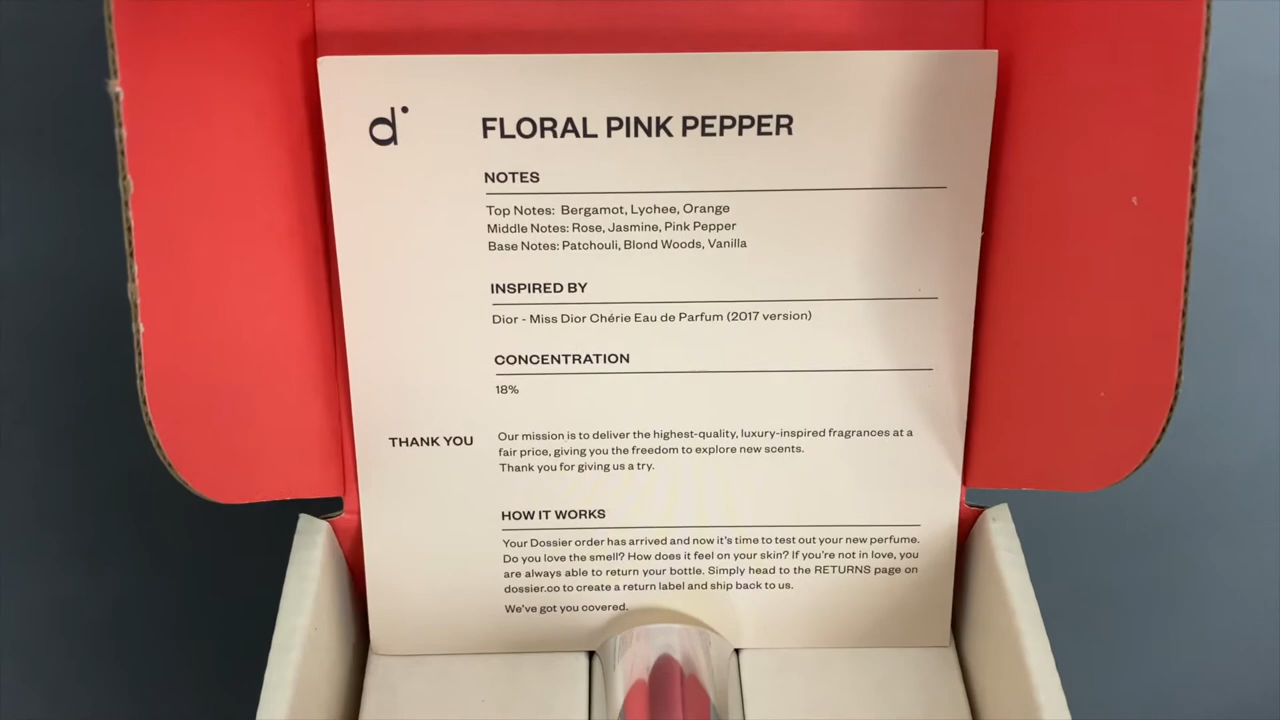 d
FLORAL PINK PEPPER
NOTES
Top Notes: Bergamot, Lychee, Orange
Middle Notes: Rose, Jasmine, Pink Pepper
Base Notes: Patchouli, Blond Woods, Vanilla
INSPIRED BY
Dior - Miss Dior Chérie Eau de Parfum (2017 version)
CONCENTRATION
18%
THANK YOU
Our mission is to deliver the highest-quality, luxury-inspired fragrances at a
fair price, giving you the freedom to explore new scents.
Thank you for giving us a try.
HOW IT WORKS
Your Dossier order has arrived and now it's time to test out your new perfume.
Do you love the smell? How does it feel on your skin? If you're not in love, you
are always able to return your bottle. Simply head to the RETURNS page on
dossier.co to create a return label and ship back to us.
We've got you covered.